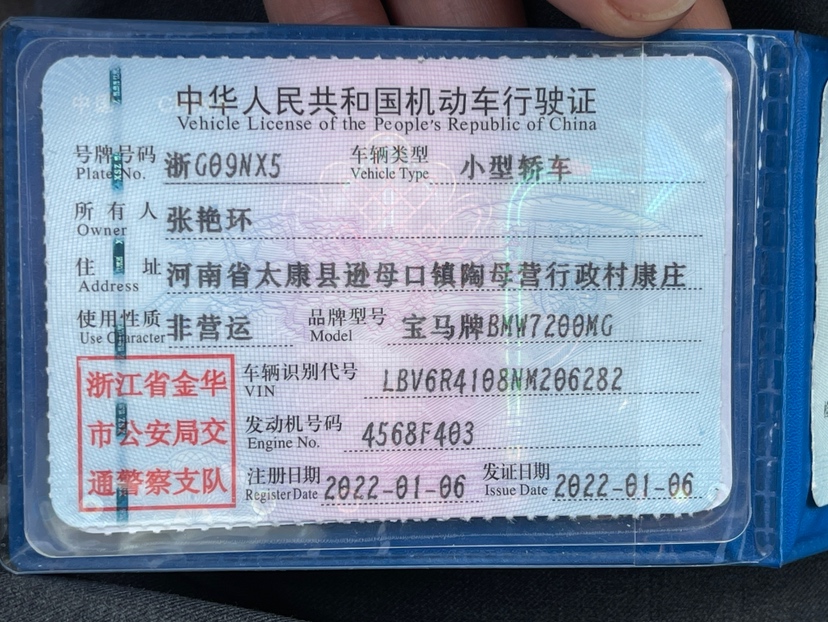 中华人民共和国机动车行驶证
Vehicle License of the People's Republic of China
号牌号码 浙G09NX5 车辆类型 小型轿车
Plate No. Vehicle Type
所有人 张艳环
Owner
住址 河南省太康县逊母口镇陶母营行政村康庄
Address
使用性质 非营运 品牌型号 宝马牌BMW7200MG
Use Character Model
浙江省金华
市公安局交
通警察支队
车辆识别代号 LBV6R4108NM206282
VIN
发动机号码 4568F403
Engine No.
注册日期 2022-01-06 发证日期 2022-01-06
Register Date Issue Date